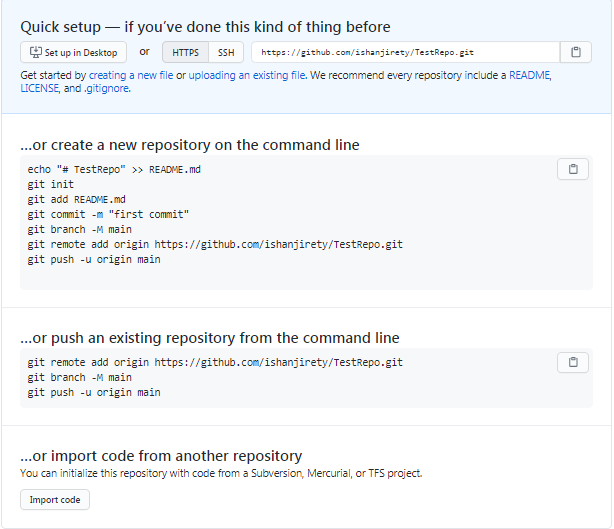 Quick setup — if you've done this kind of thing before
Set up in Desktop or HTTPS SSH https://github.com/ishanjirety/TestRepo.git
Get started by creating a new file or uploading an existing file. We recommend every repository include a README,
LICENSE, and .gitignore.
...or create a new repository on the command line
echo "# TestRepo" >> README.md
git init
git add README.md
git commit -m "first commit"
git branch -M main
git remote add origin https://github.com/ishanjirety/TestRepo.git
git push -u origin main
...or push an existing repository from the command line
git remote add origin https://github.com/ishanjirety/TestRepo.git
git branch -M main
git push -u origin main
...or import code from another repository
You can initialize this repository with code from a Subversion, Mercurial, or TFS project.
Import code